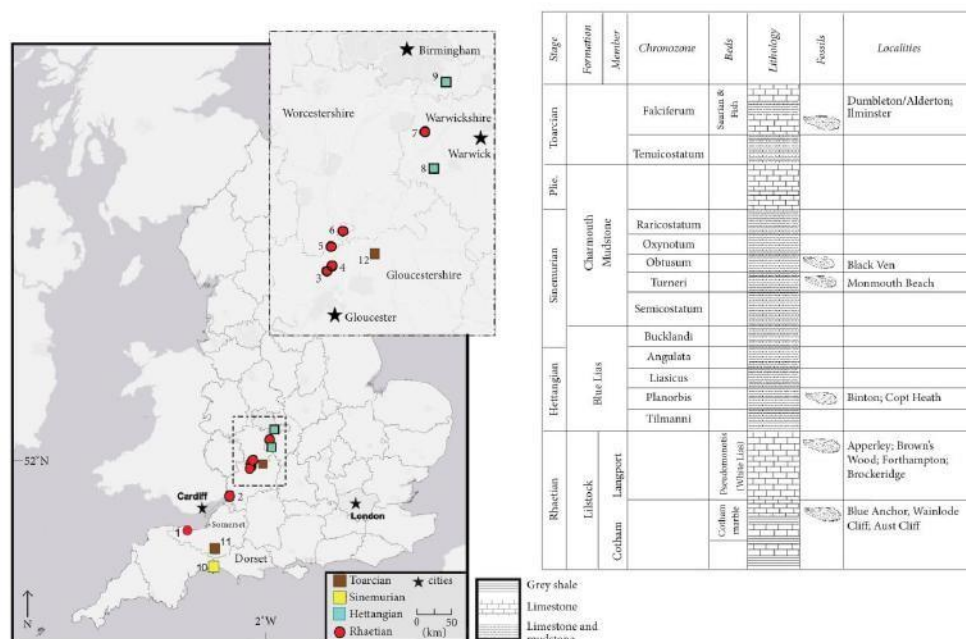 Birmingham
9
Worcestershire
Warwickshire
7
Warwick
8
6
5
12
4
3
Gloucestershire
Gloucester
52°N
Cardiff
2
London
Somerset
1
11
Dorset
10
Toarcian
cities
Sinemurian
Hettangian
0 50
Rhaetian
(km)
N
2°W
Stage
Formation
Member
Chronozone
Beds
Lithology
Fossils
Localities
Toarcian
Falciferum
Saurian &
Fish
Dumbleton/Alderton;
Ilminster
Tenuicostatum
Plie.
Charmouth
Mudstone
Sinemurian
Raricostatum
Oxynotum
Obtusum
Black Ven
Turneri
Monmouth Beach
Semicostatum
Bucklandi
Hettangian
Blue Lias
Angulata
Liasicus
Planorbis
Binton; Copt Heath
Tilmanni
Rhaetian
Lilstock
Langport
Pseudomonotis
(White Lias)
Apperley; Brown's
Wood; Forthampton;
Brockeridge
Cotham
Cotham
marble
Blue Anchor, Wainlode
Cliff; Aust Cliff
Grey shale
Limestone
Limestone and
mudstone